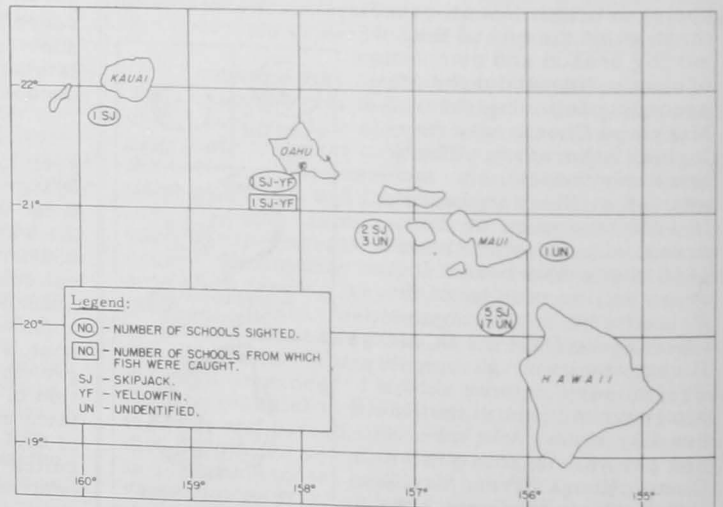 KAUAI
22°
1 SJ
OAHU
1 SJ-YF
1 SJ-YF
21°
2 SJ
3 UN
MAUI
1 UN
Legend:
NO. - NUMBER OF SCHOOLS SIGHTED.
NO. - NUMBER OF SCHOOLS FROM WHICH
FISH WERE CAUGHT.
SJ - SKIPJACK.
YF - YELLOWFIN.
UN - UNIDENTIFIED.
5 SJ
17 UN
20°
HAWAII
19°
160°
159°
158°
157°
156°
155°